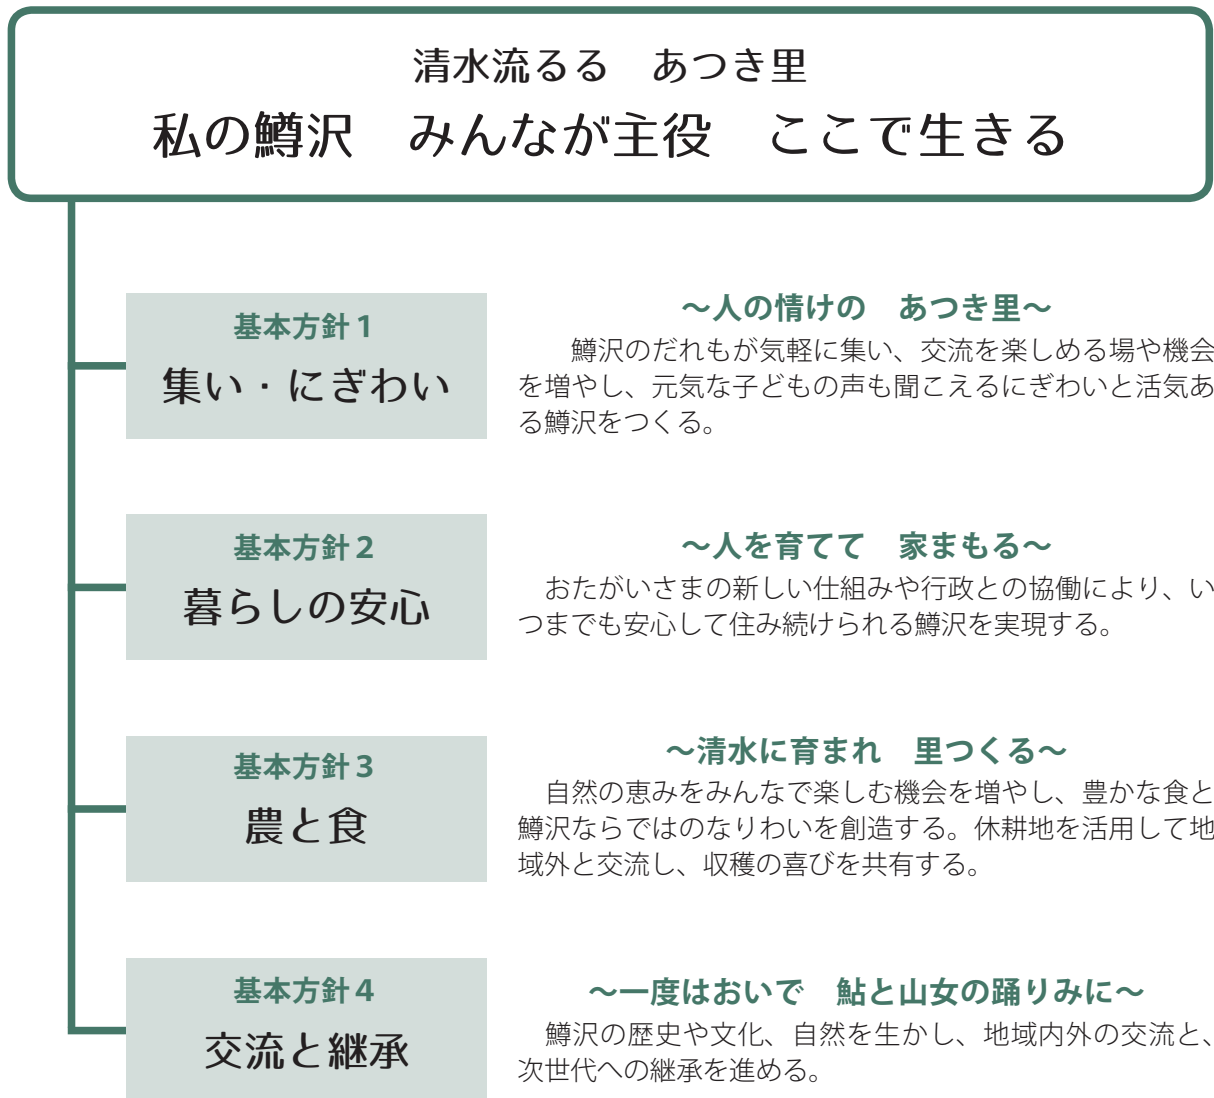 清水流るる　あつき里
私の鱒沢　みんなが主役　ここで生きる
基本方針１
集い・にぎわい
～人の情けの　あつき里～
鱒沢のだれもが気軽に集い、交流を楽しめる場や機会
を増やし、元気な子どもの声も聞こえるにぎわいと活気あ
る鱒沢をつくる。
基本方針２
暮らしの安心
～人を育てて　家まもる～
おたがいさまの新しい仕組みや行政との協働により、い
つまでも安心して住み続けられる鱒沢を実現する。
基本方針３
農と食
～清水に育まれ　里つくる～
自然の恵みをみんなで楽しむ機会を増やし、豊かな食と
鱒沢ならではのなりわいを創造する。休耕地を活用して地
域外と交流し、収穫の喜びを共有する。
基本方針４
交流と継承
～一度はおいで　鮎と山女の踊りみに～
鱒沢の歴史や文化、自然を生かし、地域内外の交流と、
次世代への継承を進める。